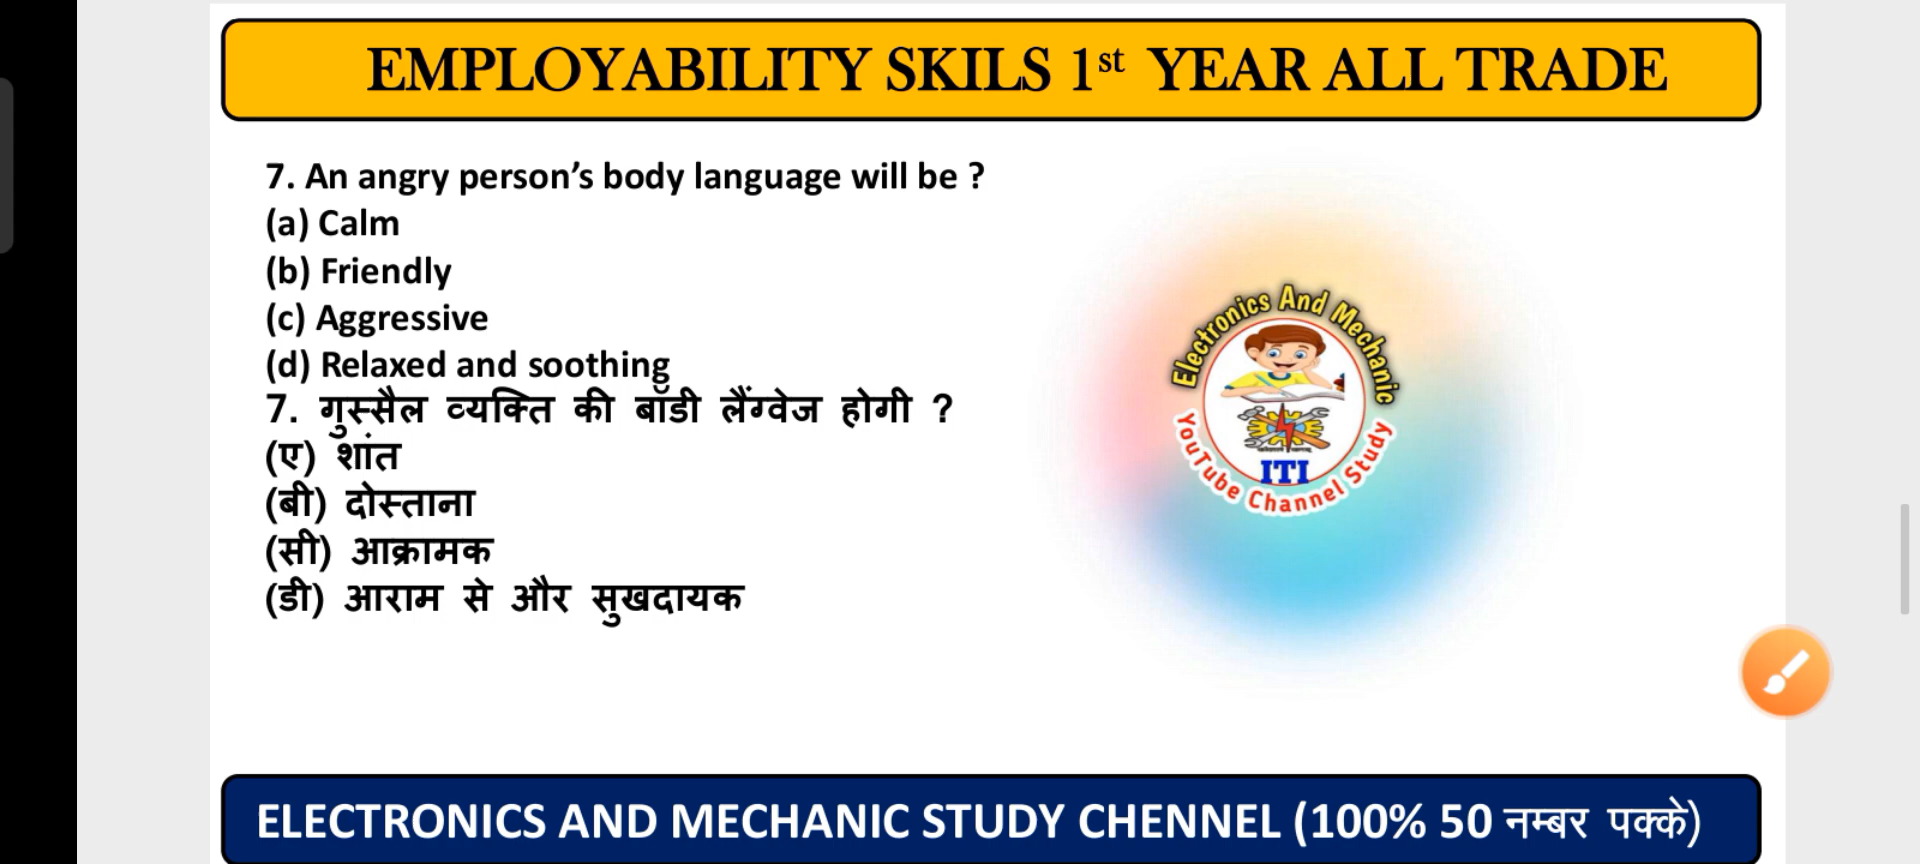 EMPLOYABILITY SKILS 1st YEAR ALL TRADE
7. An angry person’s body language will be ?
(a) Calm
(b) Friendly
(c) Aggressive
(d) Relaxed and soothing
7. गुस्सैल व्यक्ति की बॉडी लैंग्वेज होगी ?
(ए) शांत
(बी) दोस्ताना
(सी) आक्रामक
(डी) आराम से और सुखदायक
Electronics And Mechanic
ITI
YouTube Channel Study
ELECTRONICS AND MECHANIC STUDY CHENNEL (100% 50 नम्बर पक्के)